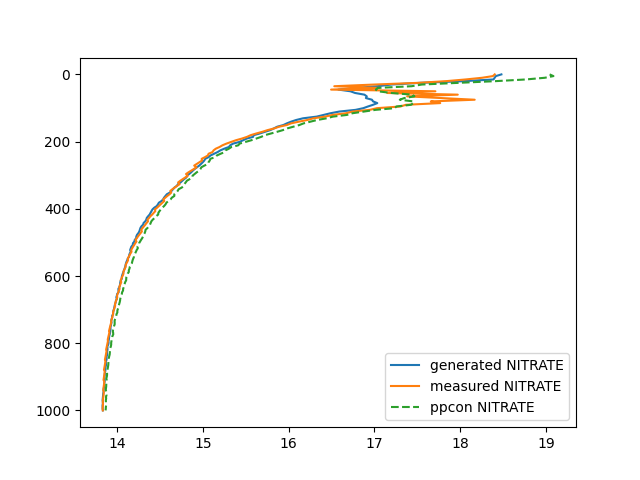 0
200
400
600
800
1000
14 15 16 17 18 19
generated NITRATE
measured NITRATE
ppcon NITRATE